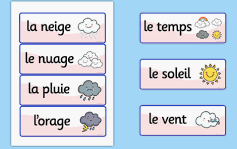 la neige
le nuage
la pluie
l'orage
le temps
le soleil
le vent